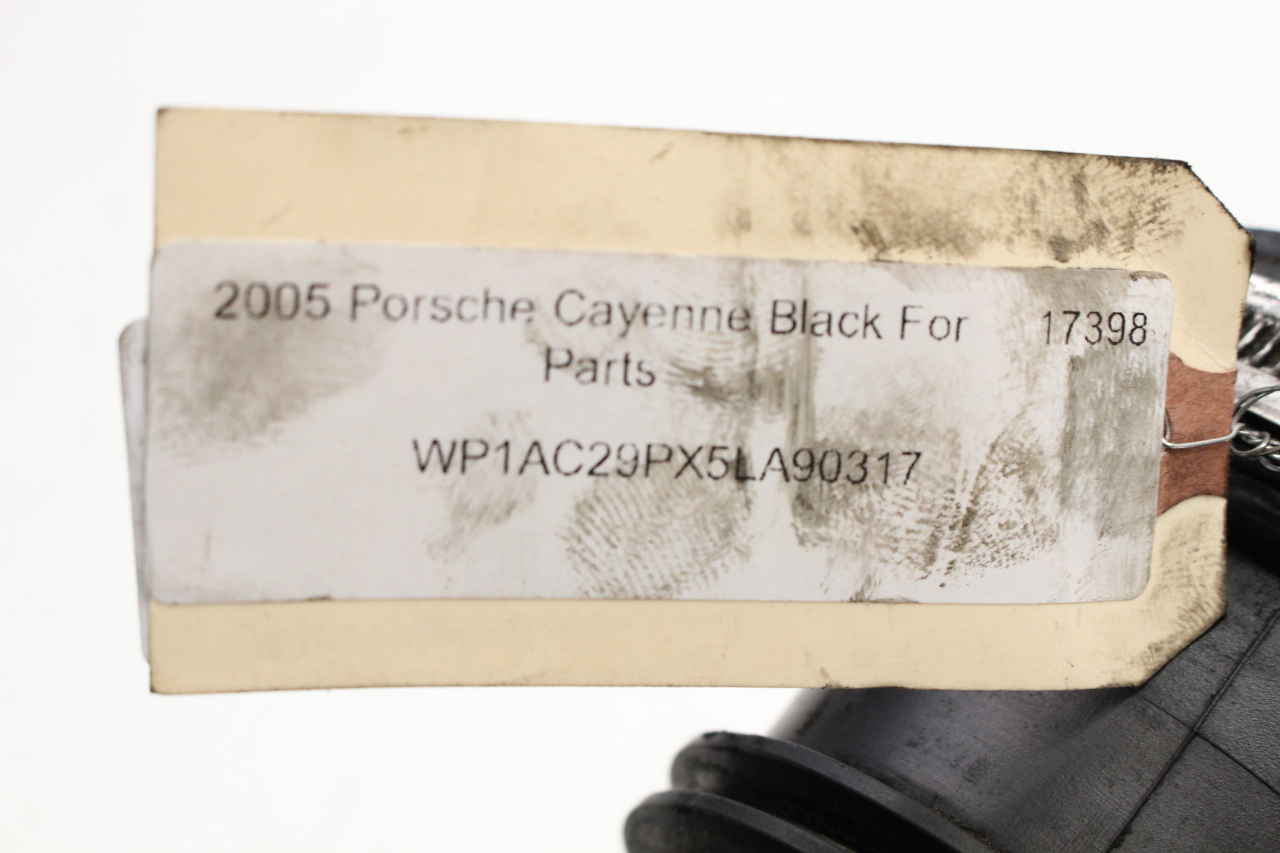 2005 Porsche Cayenne Black For
Parts
17398
WP1AC29PX5LA90317